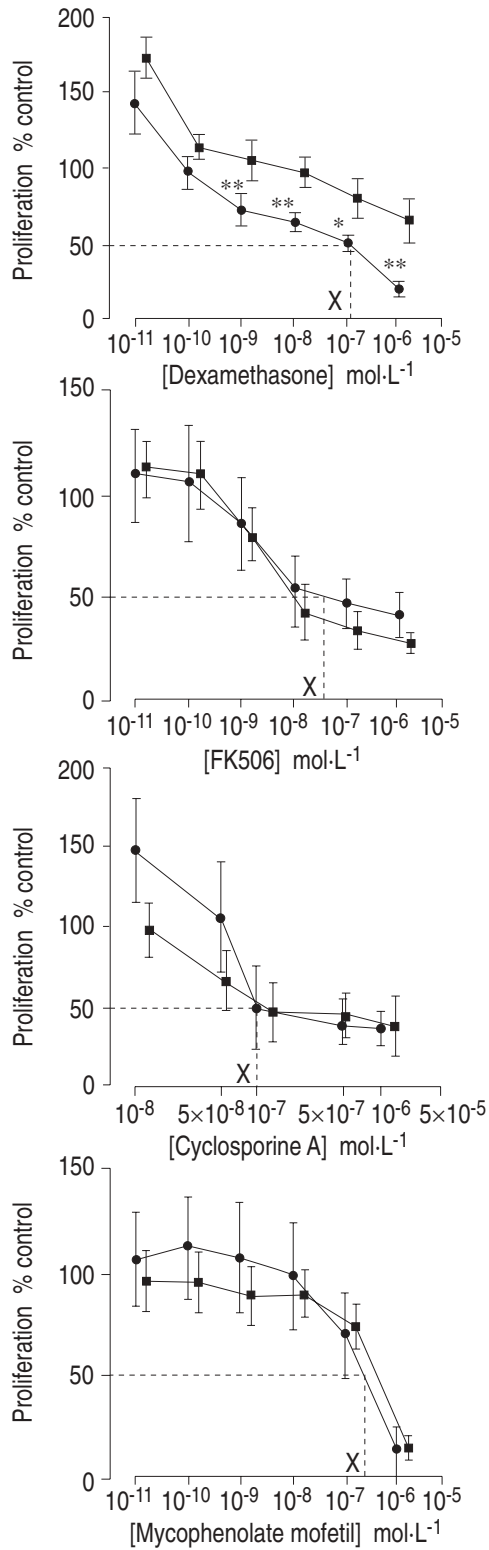 200
150
100
50
0
Proliferation % control
**
**
*
**
X
10-11 10-10 10-9 10-8 10-7 10-6 10-5
[Dexamethasone] mol·L-1
150
100
50
0
Proliferation % control
X
10-11 10-10 10-9 10-8 10-7 10-6 10-5
[FK506] mol·L-1
200
150
100
50
0
Proliferation % control
X
10-8 5×10-8 10-7 5×10-7 10-6 5×10-5
[Cyclosporine A] mol·L-1
150
100
50
0
Proliferation % control
X
10-11 10-10 10-9 10-8 10-7 10-6 10-5
[Mycophenolate mofetil] mol·L-1